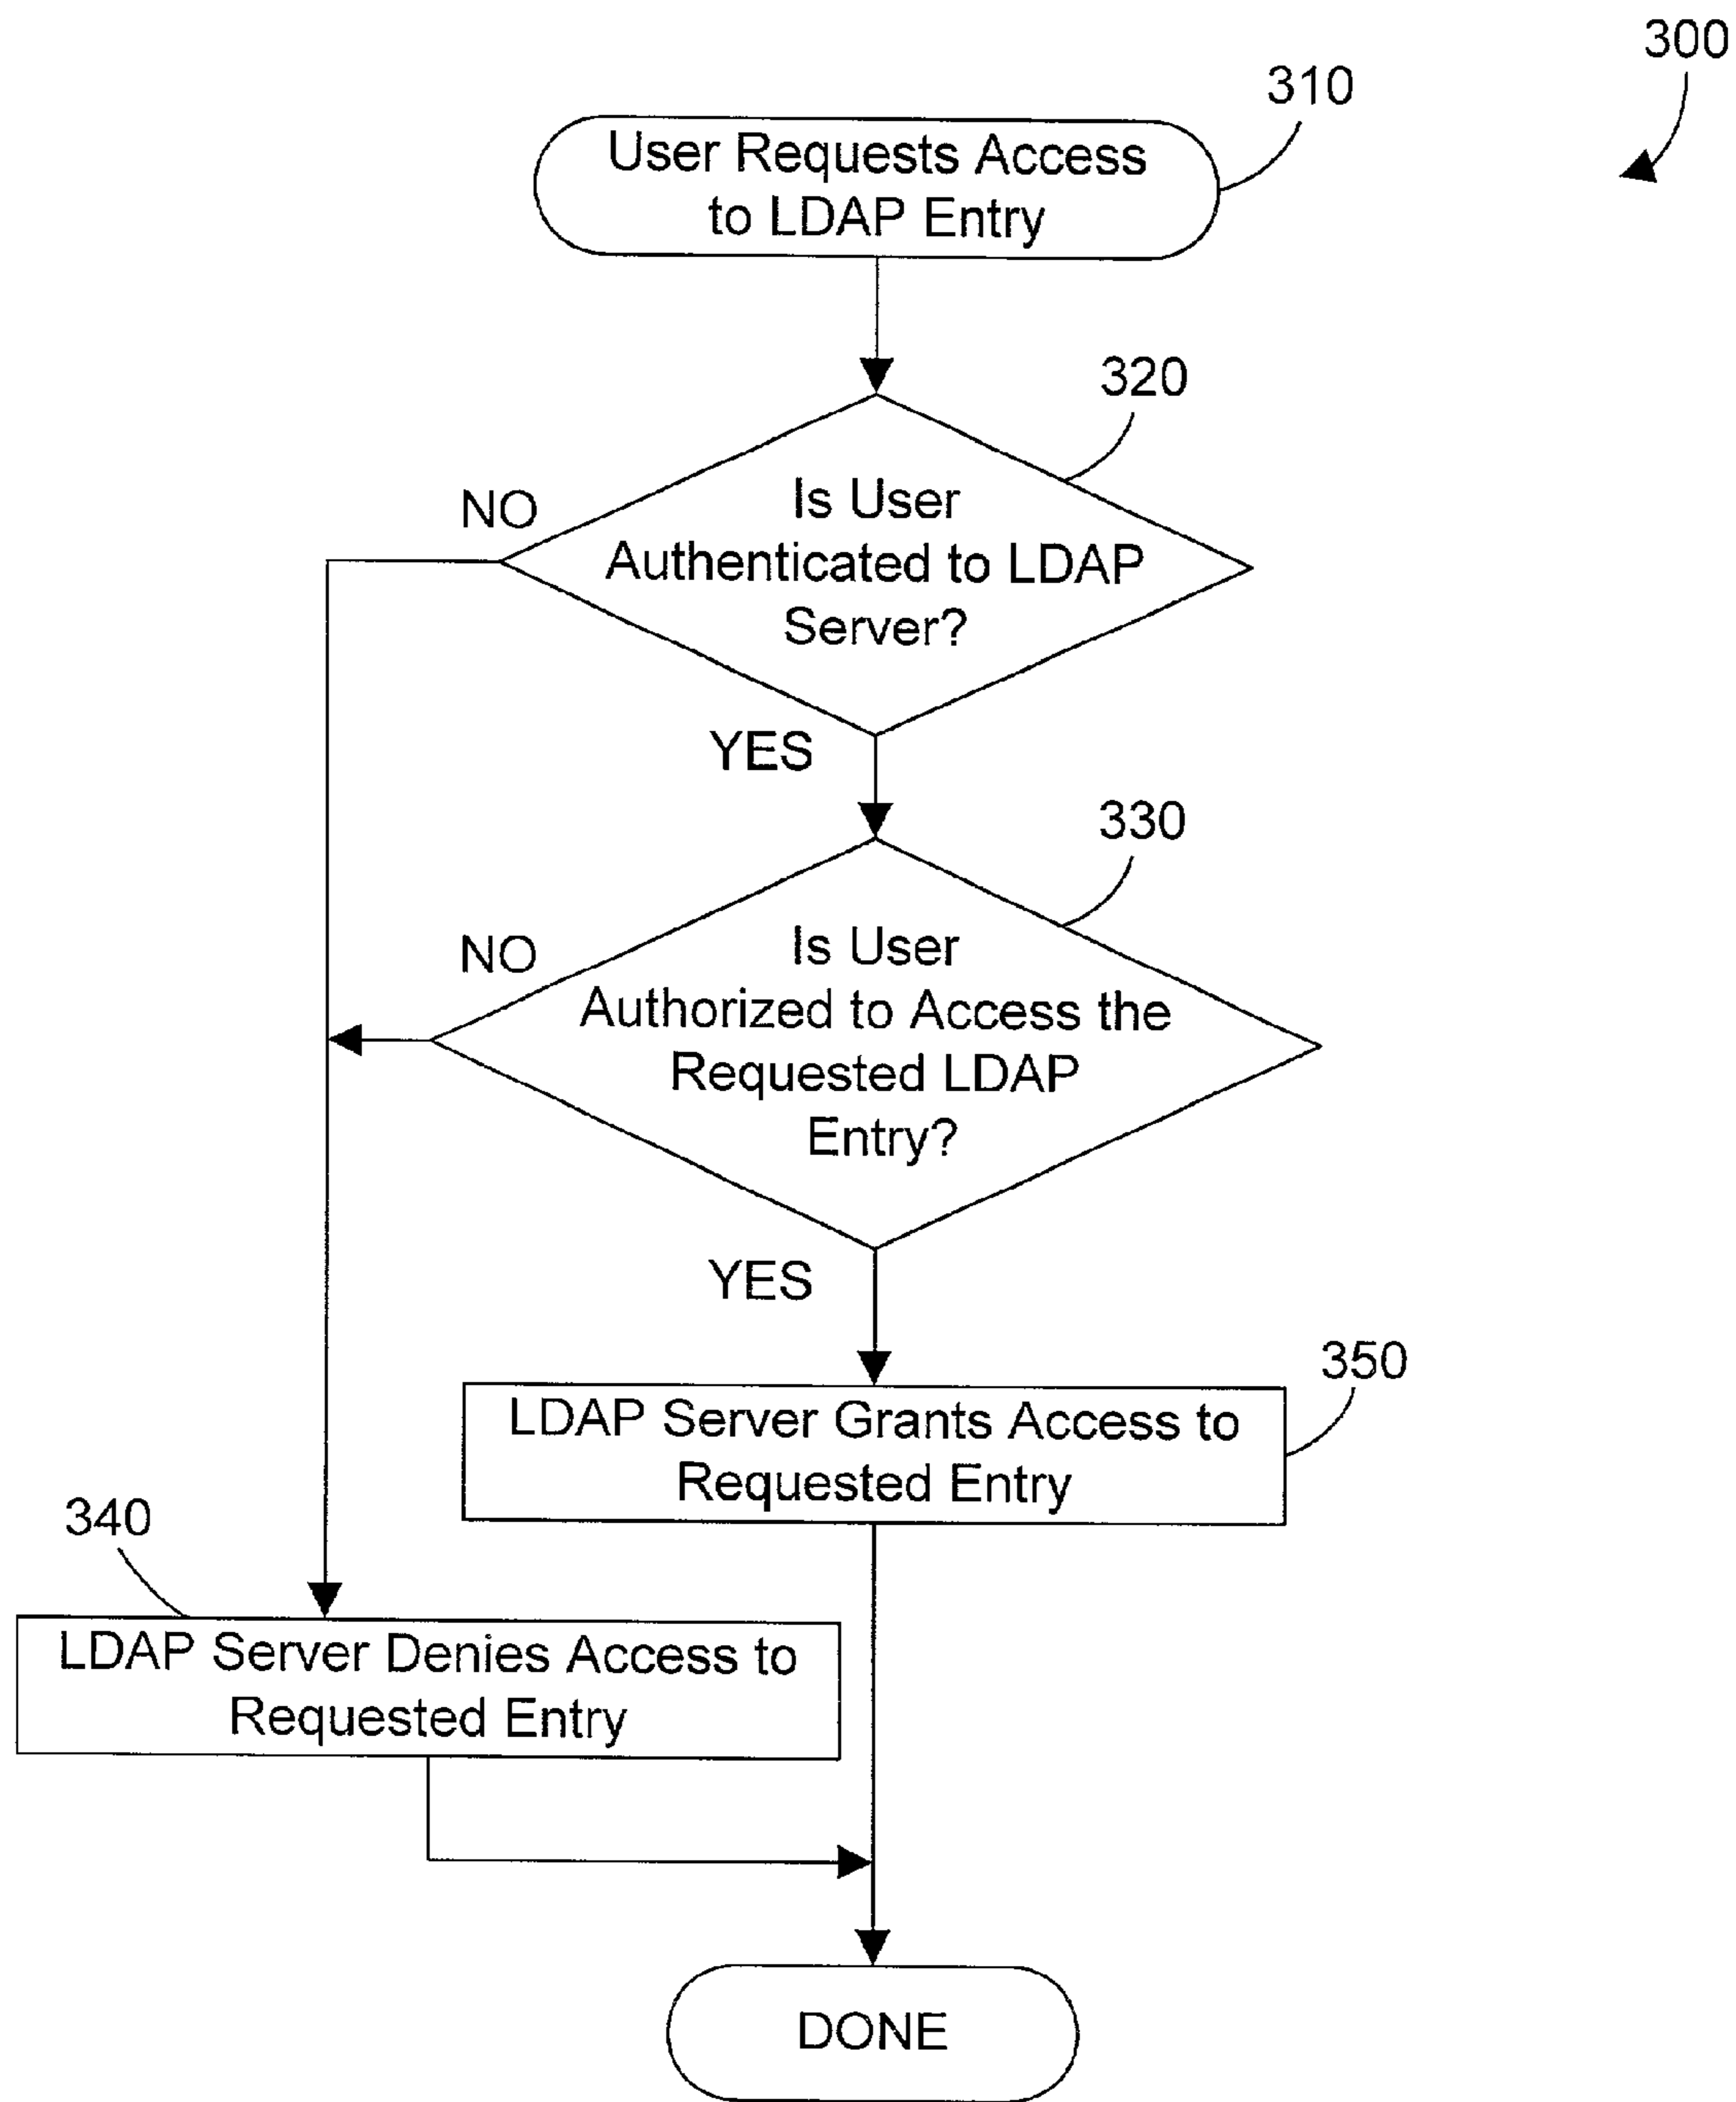 300
310
User Requests Access
to LDAP Entry
320
NO
Is User
Authenticated to LDAP
Server?
YES
330
NO
Is User
Authorized to Access the
Requested LDAP
Entry?
YES
350
LDAP Server Grants Access to
Requested Entry
340
LDAP Server Denies Access to
Requested Entry
DONE